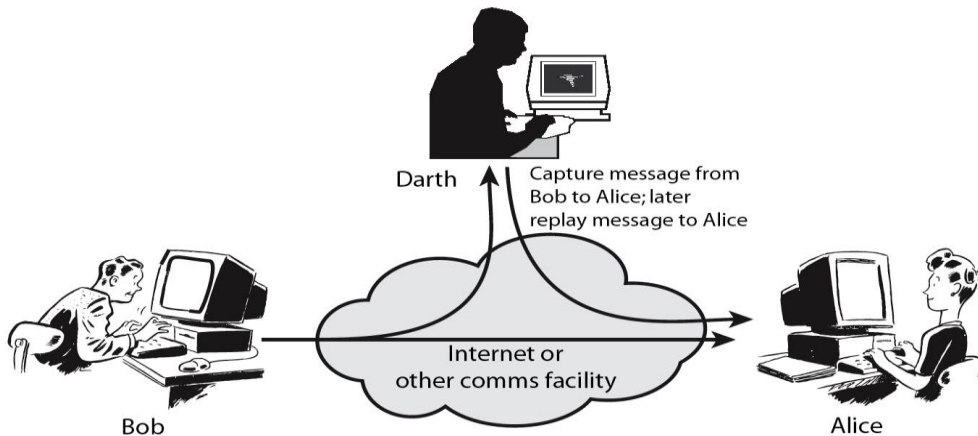 Darth
Capture message from
Bob to Alice; later
replay message to Alice
Internet or
other comms facility
Bob
Alice